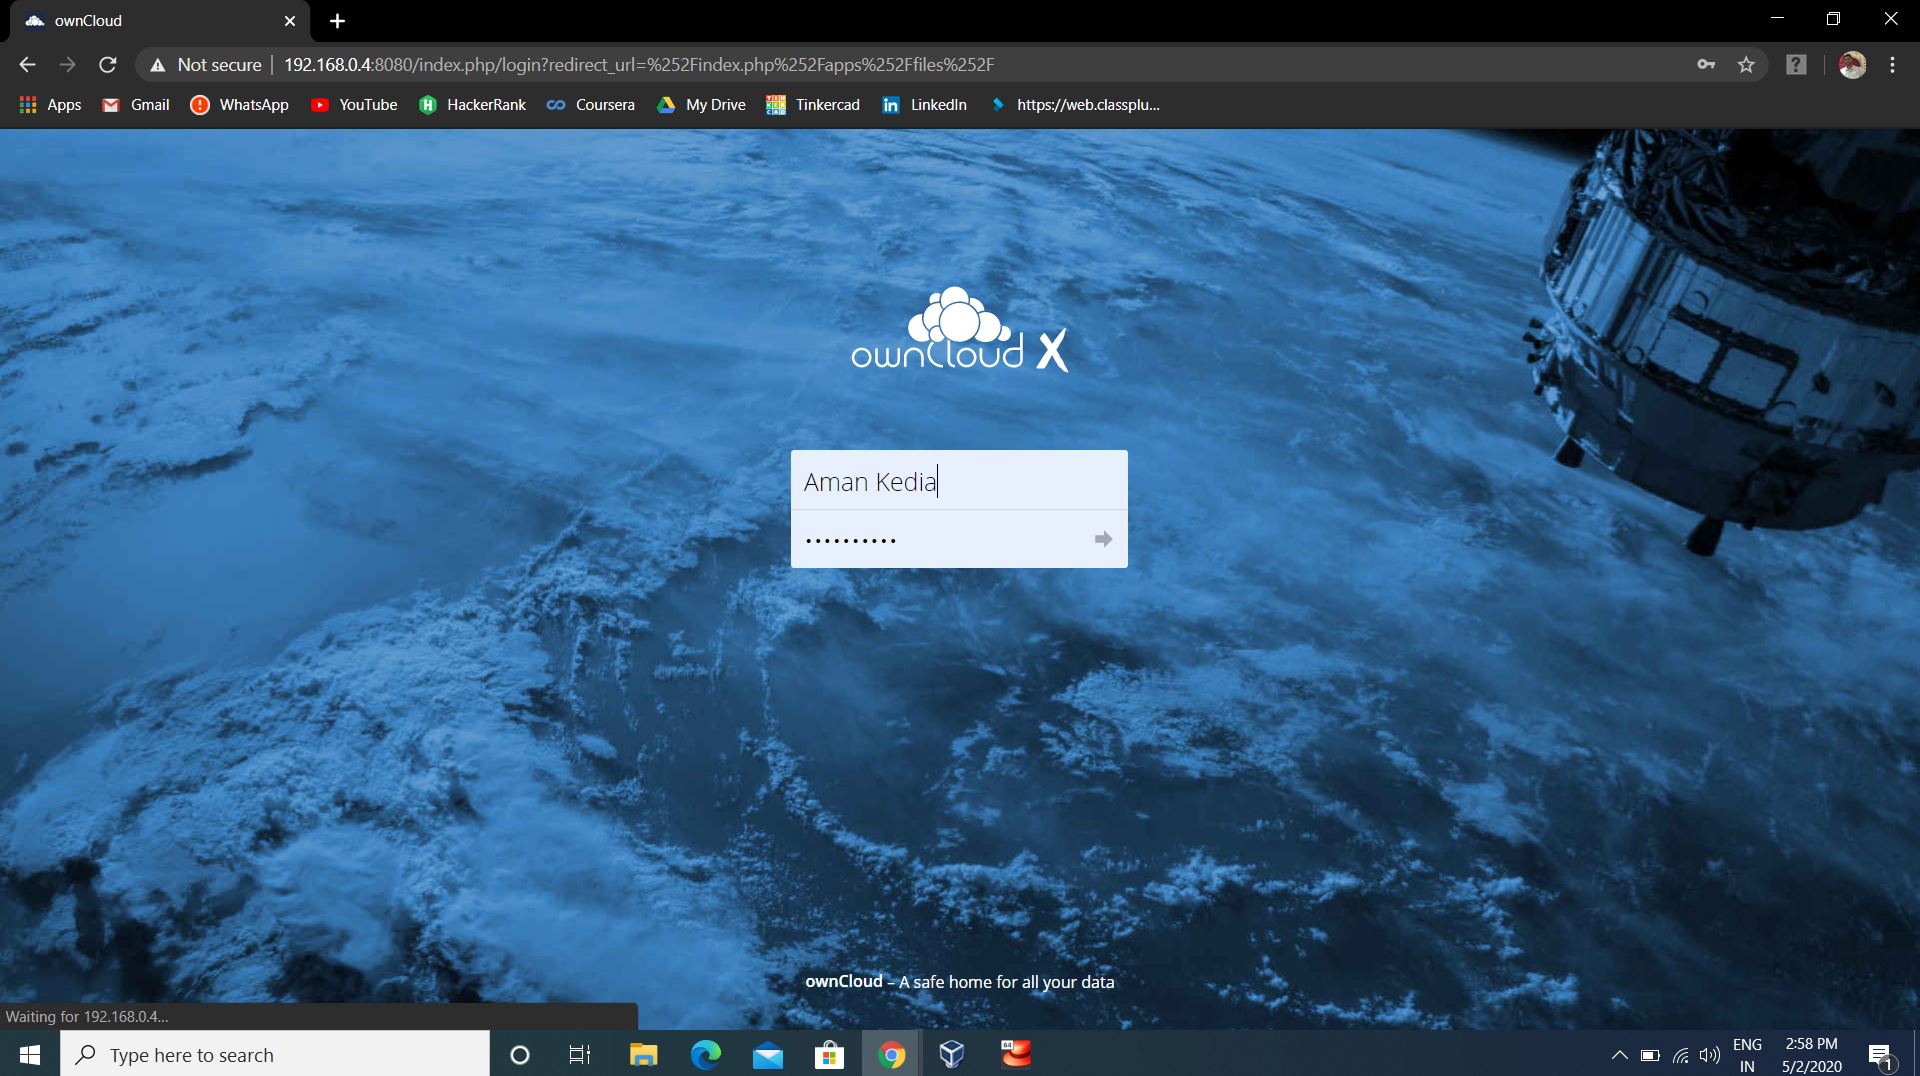 ownCloud
Not secure
192.168.0.4:8080/index.php/login?redirect_url=%252Findex.php%252Fapps%252Ffiles%252F
?
Apps
Gmail
WhatsApp
YouTube
HackerRank
Coursera
My Drive
Tinkercad
LinkedIn
https://web.classplu...
ownCloud X
Aman Kedia
••••••••••
ownCloud – A safe home for all your data
Waiting for 192.168.0.4...
Type here to search
64
ENG
IN
2:58 PM
5/2/2020
1